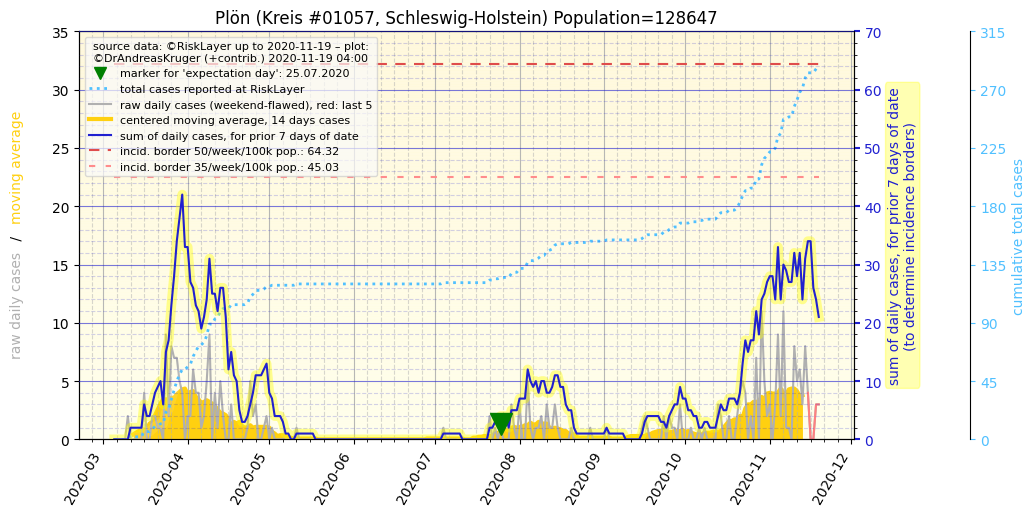 Plön (Kreis #01057, Schleswig-Holstein) Population=128647
source data: ©RiskLayer up to 2020-11-19 – plot:
©DrAndreasKruger (+contrib.) 2020-11-19 04:00
marker for 'expectation day': 25.07.2020
total cases reported at RiskLayer
raw daily cases (weekend-flawed), red: last 5
centered moving average, 14 days cases
sum of daily cases, for prior 7 days of date
incid. border 50/week/100k pop.: 64.32
incid. border 35/week/100k pop.: 45.03
raw daily cases / moving average
35
30
25
20
15
10
5
0
70
60
50
40
30
20
10
0
sum of daily cases, for prior 7 days of date
(to determine, incidence borders)
315
270
225
180
135
90
45
0
cumulative total cases
2020-03
2020-04
2020-05
2020-06
2020-07
2020-08
2020-09
2020-10
2020-11
2020-12